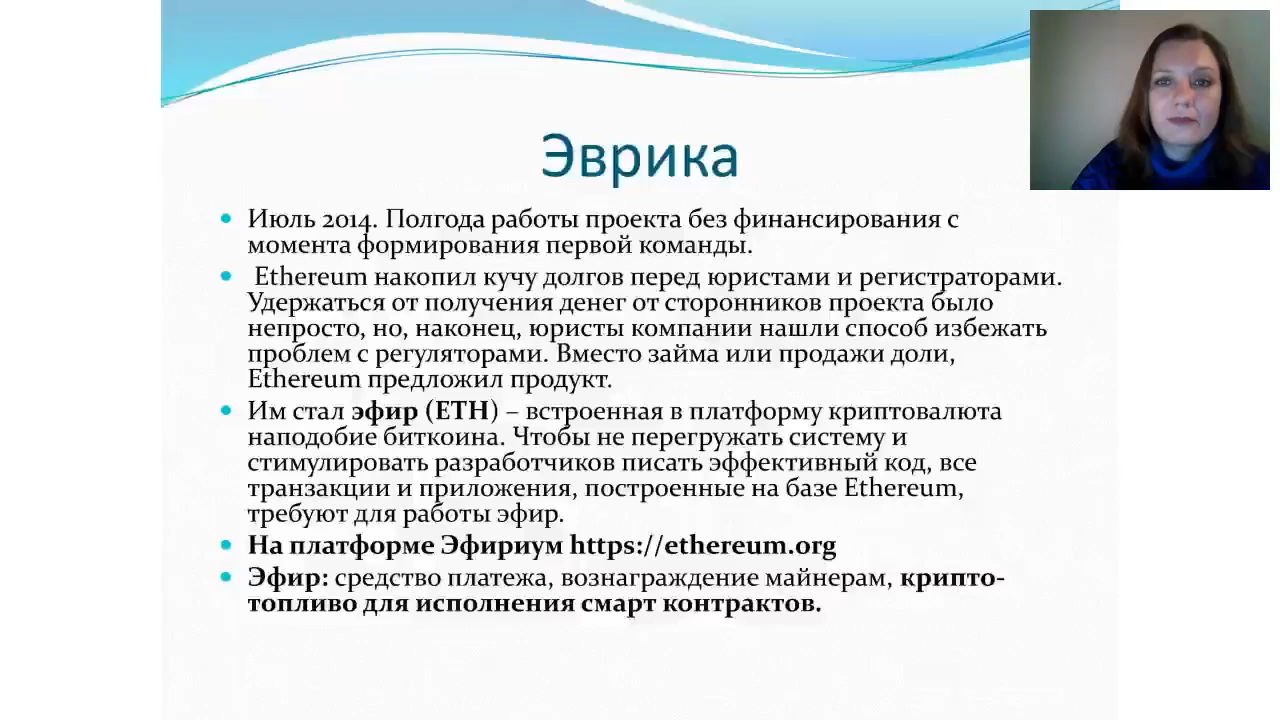 Эврика
Июль 2014. Полгода работы проекта без финансирования с
момента формирования первой команды.
Ethereum накопил кучу долгов перед юристами и регистраторами.
Удержаться от получения денег от сторонников проекта было
непросто, но, наконец, юристы компании нашли способ избежать
проблем с регуляторами. Вместо займа или продажи доли,
Ethereum предложил продукт.
Им стал эфир (ETH) – встроенная в платформу криптовалюта
наподобие биткоина. Чтобы не перегружать систему и
стимулировать разработчиков писать эффективный код, все
транзакции и приложения, построенные на базе Ethereum,
требуют для работы эфир.
На платформе Эфириум https://ethereum.org
Эфир: средство платежа, вознаграждение майнерам, крипто-
топливо для исполнения смарт контрактов.